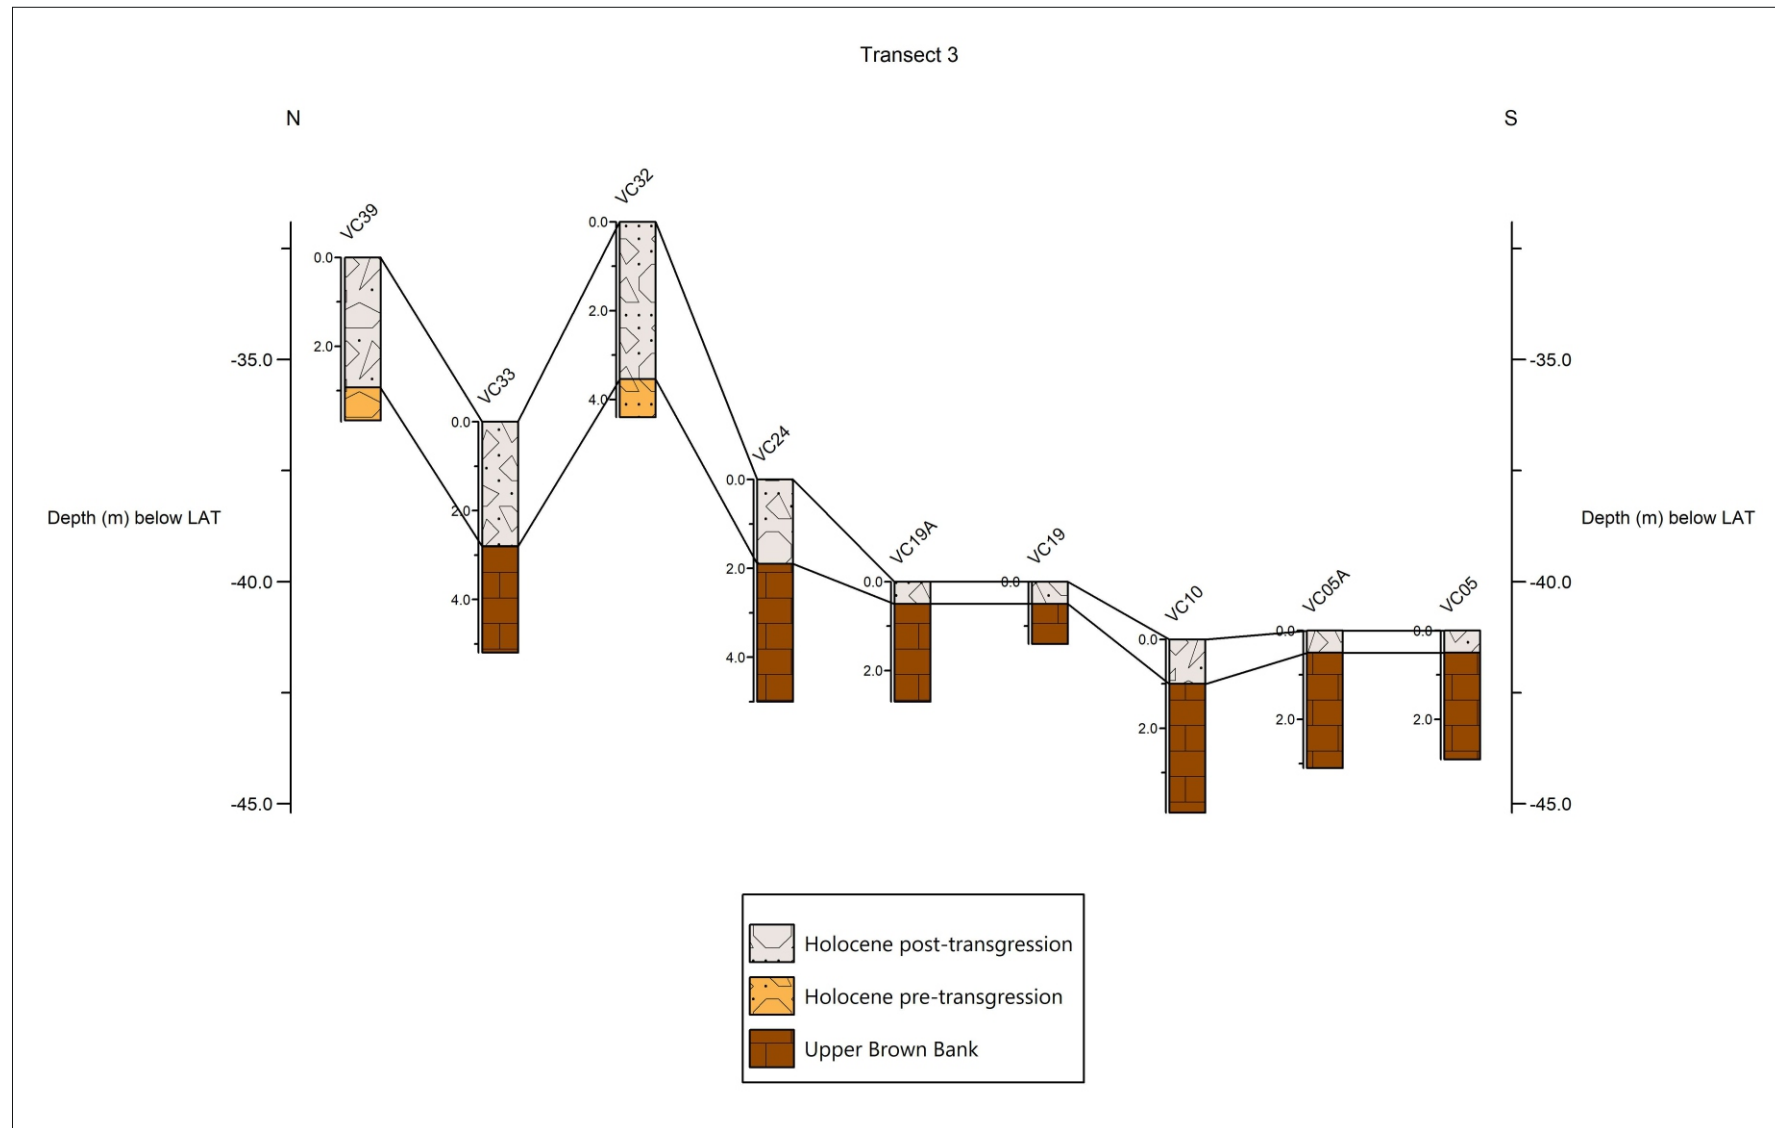 Transect 3
N
S
VC39
VC33
VC32
VC24
VC19A
VC19
VC10
VC05A
VC05
0.0
2.0
0.0
2.0
4.0
0.0
2.0
4.0
0.0
2.0
4.0
0.0
2.0
0.0
0.0
2.0
0.0
2.0
0.0
2.0
-35.0
-40.0
-45.0
Depth (m) below LAT
-35.0
-40.0
-45.0
Depth (m) below LAT
Holocene post-transgression
Holocene pre-transgression
Upper Brown Bank